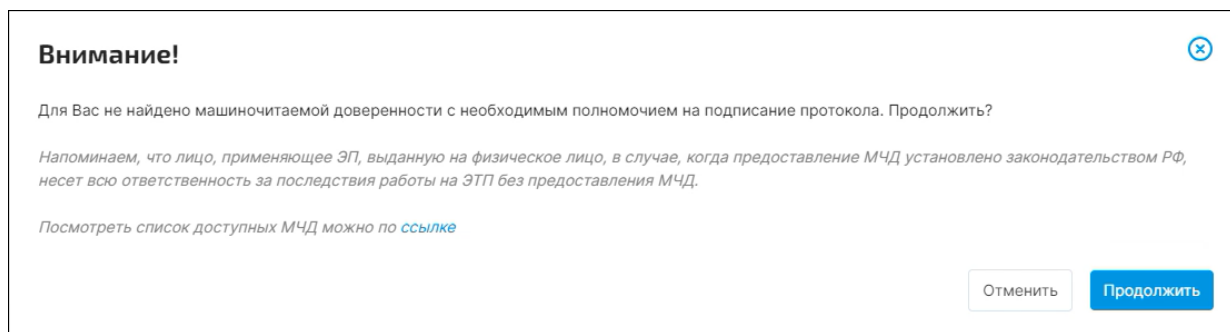 Внимание!
Для Вас не найдено машиночитаемой доверенности с необходимым полномочием на подписание протокола. Продолжить?
Напоминаем, что лицо, применяющее ЭП, выданную на физическое лицо, в случае, когда предоставление МЧД установлено законодательством РФ,
несет всю ответственность за последствия работы на ЭТП без предоставления МЧД.
Посмотреть список доступных МЧД можно по ссылке
Отменить
Продолжить